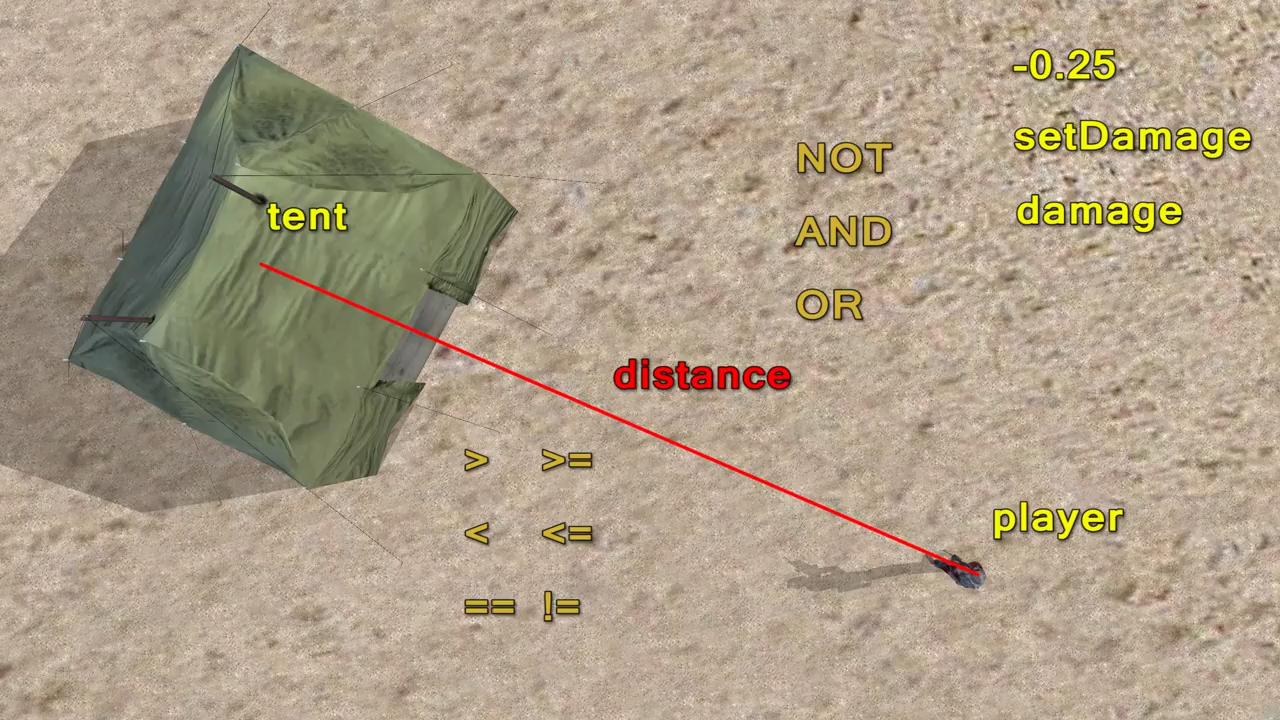 -0.25
setDamage
damage
NOT
AND
OR
tent
distance
> >=
< <=
== !=
player